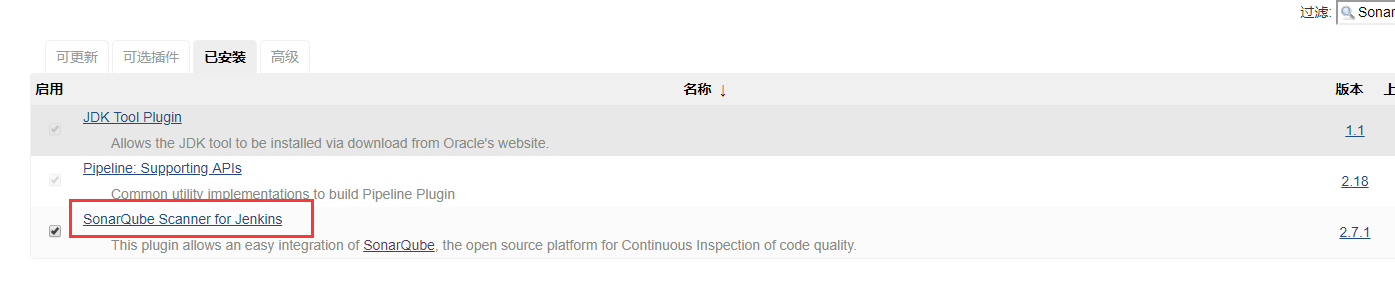 过滤: Sonar
可更新 可选插件 已安装 高级
启用 名称 ↓ 版本 上
JDK Tool Plugin
Allows the JDK tool to be installed via download from Oracle's website.
1.1
Pipeline: Supporting APIs
Common utility implementations to build Pipeline Plugin
2.18
SonarQube Scanner for Jenkins
This plugin allows an easy integration of SonarQube, the open source platform for Continuous Inspection of code quality.
2.7.1